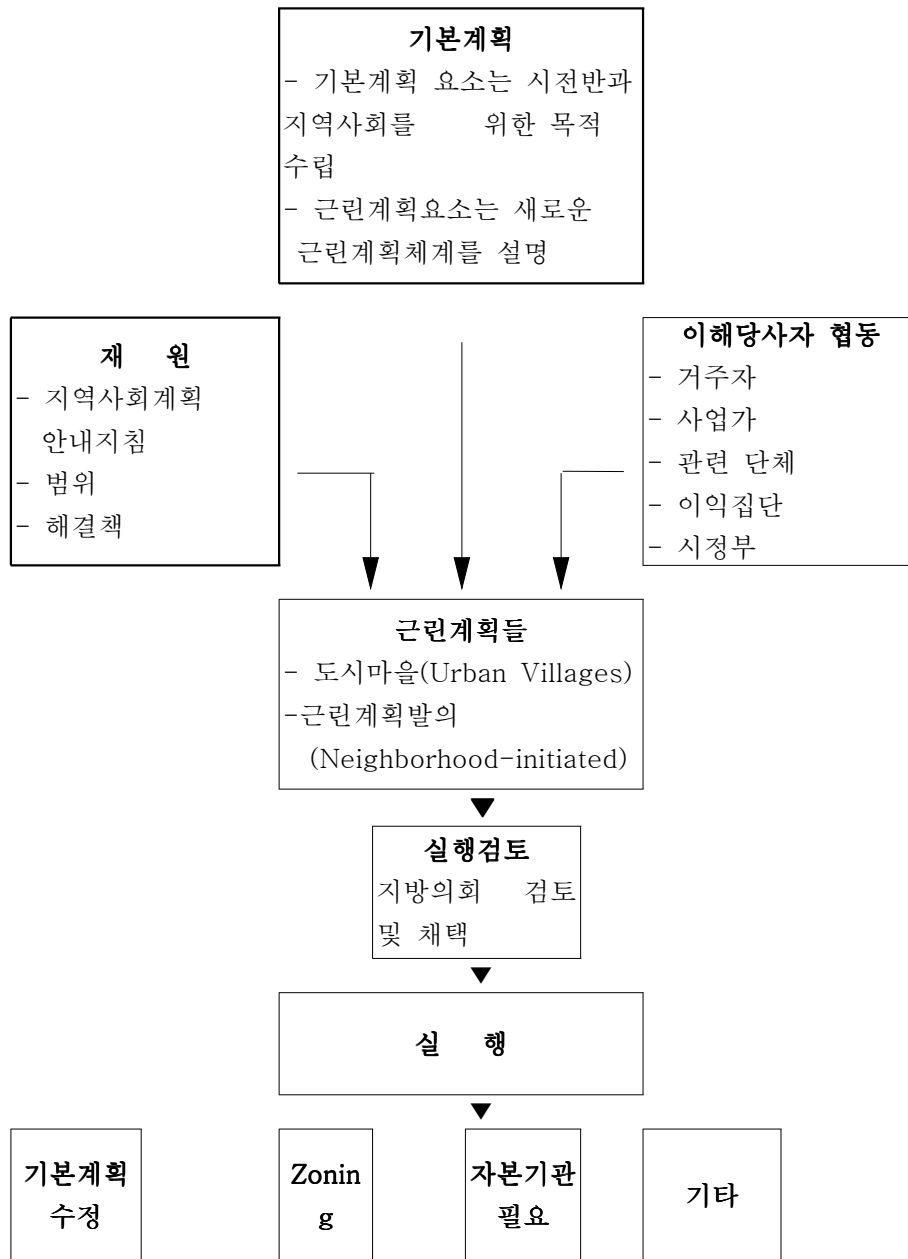 기본계획
- 기본계획 요소는 시전반과
지역사회를 위한 목적
수립
- 근린계획요소는 새로운
근린계획체계를 설명
재 원
- 지역사회계획
안내지침
- 범위
- 해결책
이해당사자 협동
- 거주자
- 사업가
- 관련 단체
- 이익집단
- 시정부
근린계획들
- 도시마을(Urban Villages)
-근린계획발의
(Neighborhood-initiated)
실행검토
지방의회 검토
및 채택
실 행
기본계획
수정
Zonin
g
자본기관
필요
기타